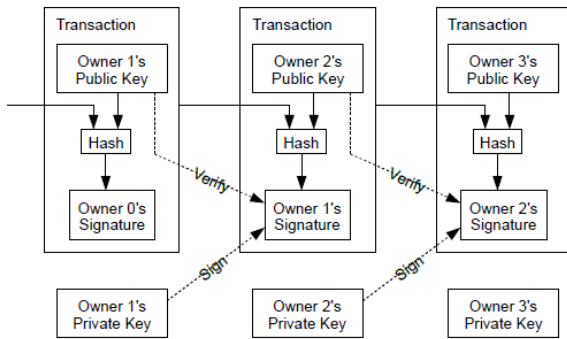 Transaction
Owner 1's
Public Key
Hash
Owner 0's
Signature
Transaction
Owner 2's
Public Key
Hash
Verify
Owner 1's
Signature
Transaction
Owner 3's
Public Key
Hash
Verify
Owner 2's
Signature
Sign
Sign
Owner 1's
Private Key
Owner 2's
Private Key
Owner 3's
Private Key